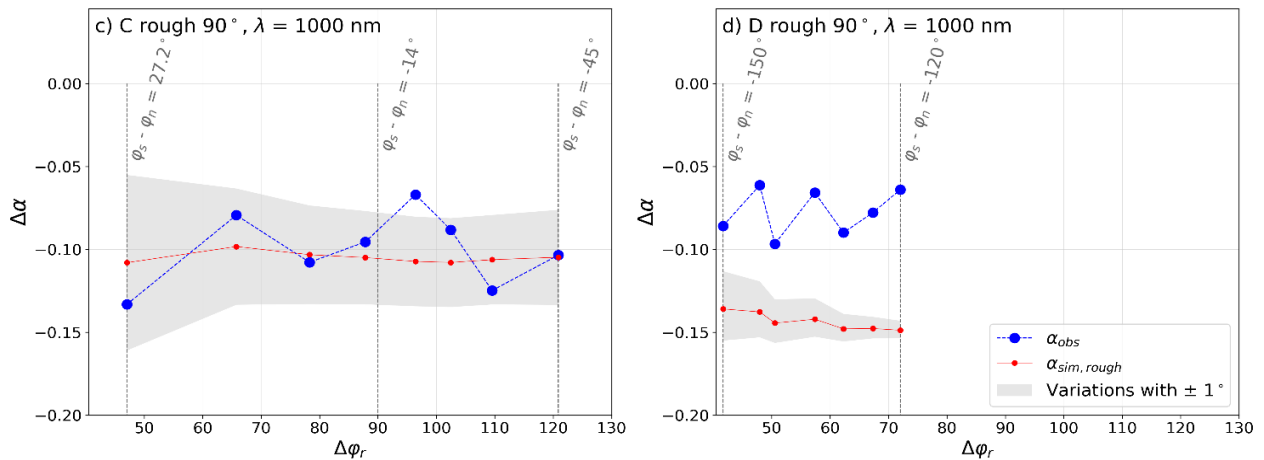 c) C rough 90°, λ = 1000 nm
φs - φn = 27.2°
φs - φn = -14°
φs - φn = -45°
0.00
−0.05
−0.10
−0.15
−0.20
Δα
50 60 70 80 90 100 110 120 130
Δφr
d) D rough 90°, λ = 1000 nm
φs - φn = -150°
φs - φn = -120°
0.00
−0.05
−0.10
−0.15
−0.20
Δα
αobs
αsim, rough
Variations with ± 1°
50 60 70 80 90 100 110 120 130
Δφr